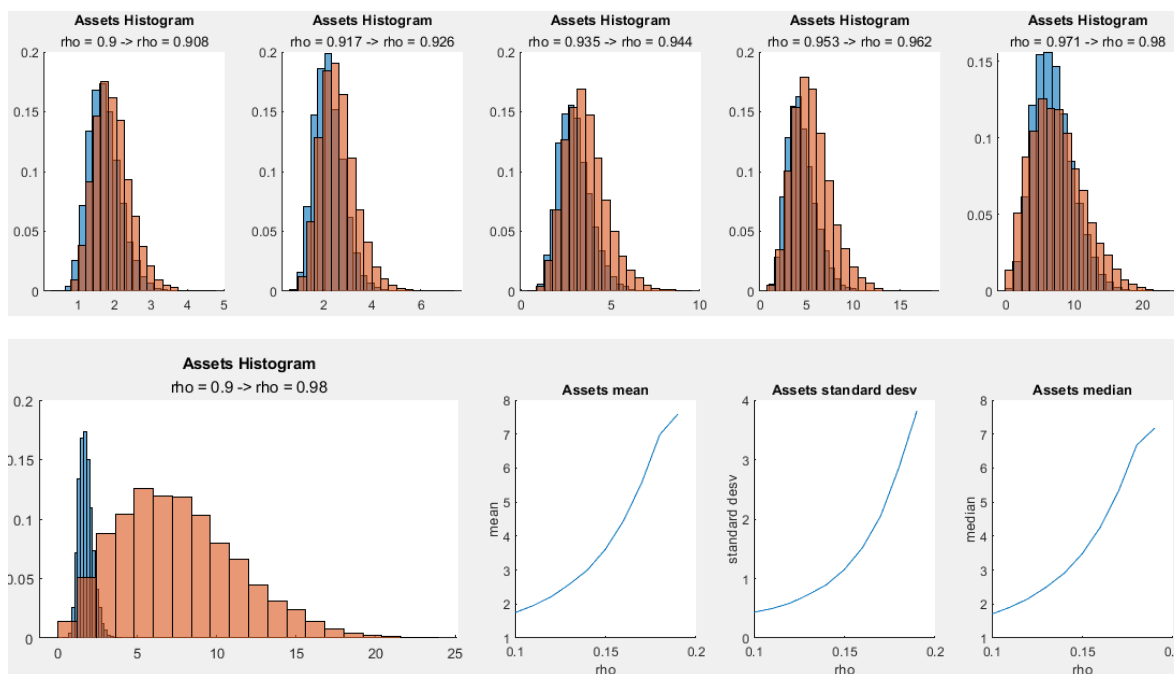 Assets Histogram
rho = 0.9 -> rho = 0.908
0.2
0.15
0.1
0.05
0
1 2 3 4 5
Assets Histogram
rho = 0.917 -> rho = 0.926
0.2
0.15
0.1
0.05
0
2 4 6
Assets Histogram
rho = 0.935 -> rho = 0.944
0.2
0.15
0.1
0.05
0
0 5 10
Assets Histogram
rho = 0.953 -> rho = 0.962
0.2
0.15
0.1
0.05
0
0 5 10 15
Assets Histogram
rho = 0.971 -> rho = 0.98
0.15
0.1
0.05
0
0 10 20
Assets Histogram
rho = 0.9 -> rho = 0.98
0.2
0.15
0.1
0.05
0
0 5 10 15 20 25
Assets mean
mean
8
7
6
5
4
3
2
1
0.1 0.15 0.2
rho
Assets standard desv
standard desv
4
3
2
1
0
0.1 0.15 0.2
rho
Assets median
median
8
7
6
5
4
3
2
1
0.1 0.15
rho